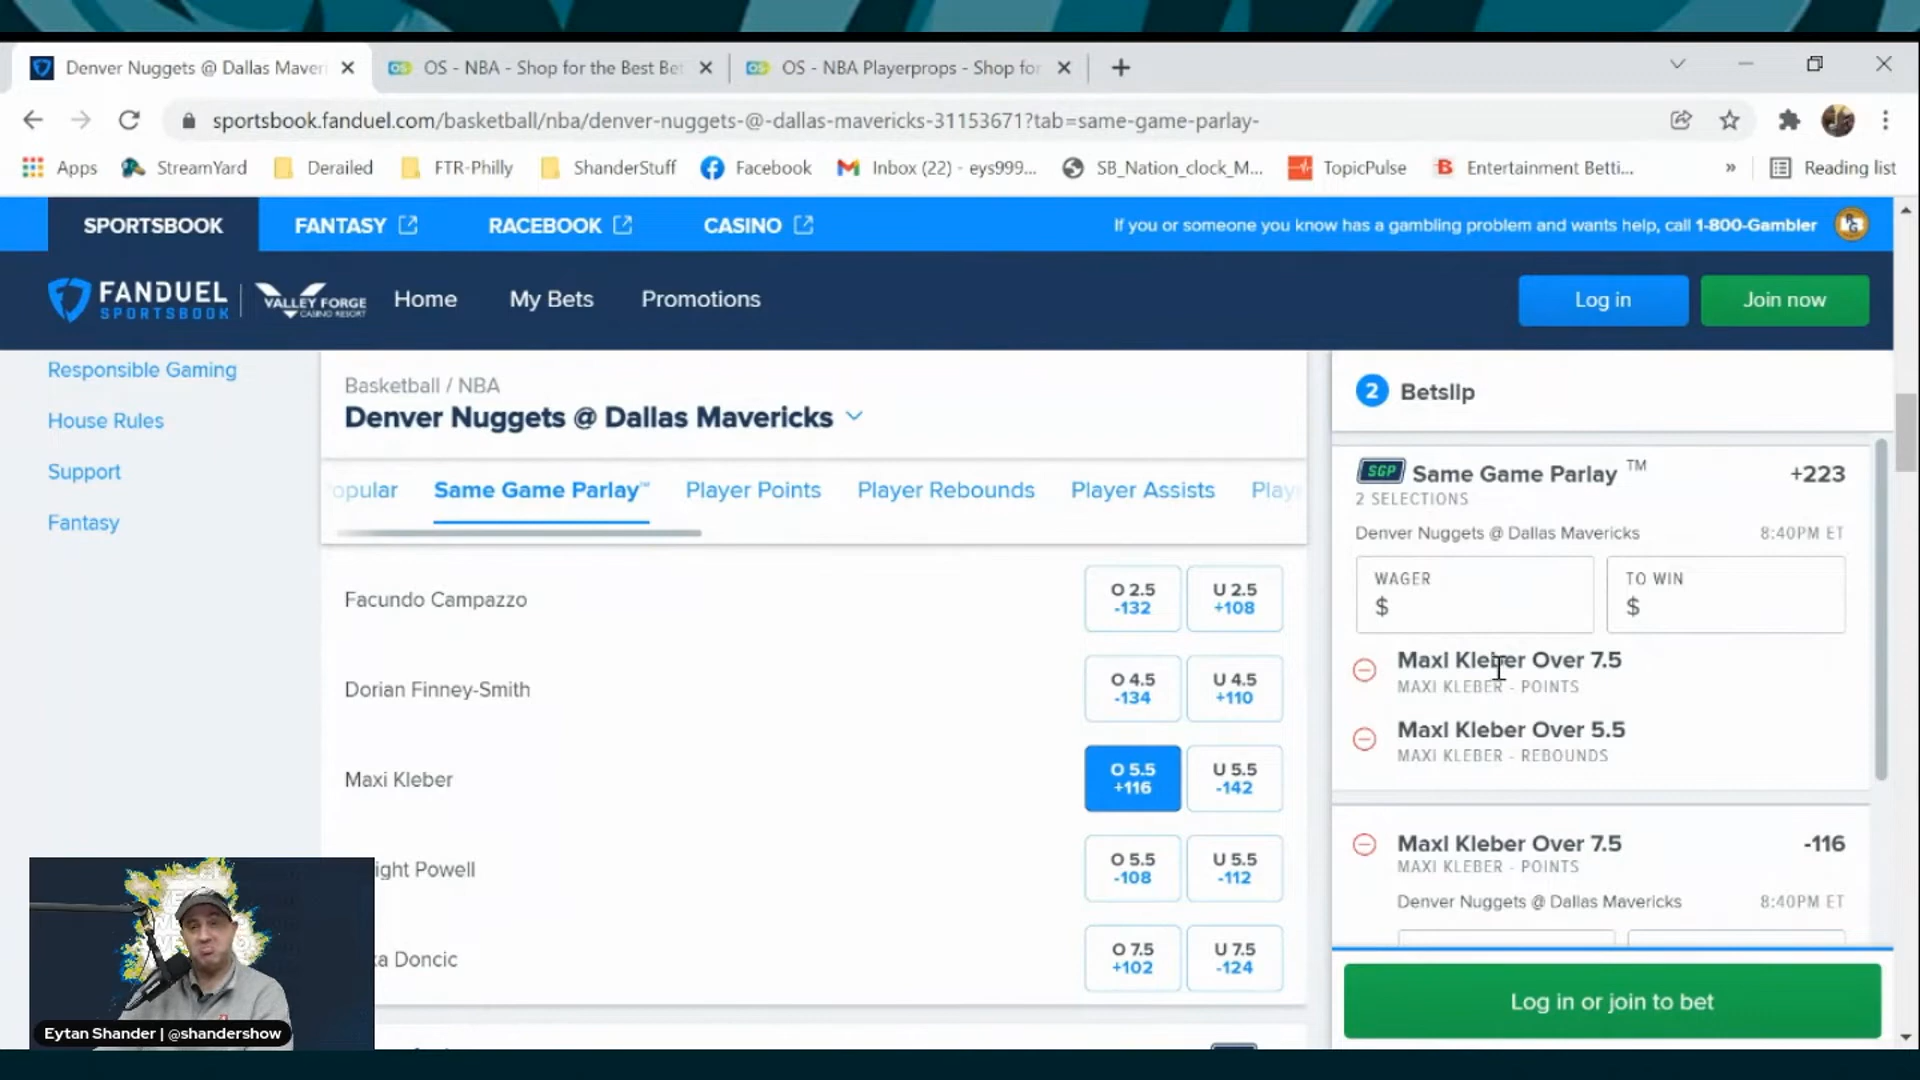 Denver Nuggets @ Dallas Maveri
OS - NBA - Shop for the Best Bet
OS - NBA Playerprops - Shop for
sportsbook.fanduel.com/basketball/nba/denver-nuggets-@-dallas-mavericks-31153671?tab=same-game-parlay-
Apps
StreamYard
Derailed
FTR-Philly
ShanderStuff
Facebook
Inbox (22) - eys999...
SB_Nation_clock_M...
TopicPulse
Entertainment Betti...
»
Reading list
SPORTSBOOK
FANTASY
RACEBOOK
CASINO
If you or someone you know has a gambling problem and wants help, call 1-800-Gambler
FANDUEL
SPORTSBOOK
VALLEY FORGE
CASINO RESORT
Home
My Bets
Promotions
Log in
Join now
Responsible Gaming
House Rules
Support
Fantasy
Basketball / NBA
Denver Nuggets @ Dallas Mavericks
opular
Same Game Parlay™
Player Points
Player Rebounds
Player Assists
Play
Facundo Campazzo
O 2.5
-132
U 2.5
+108
Dorian Finney-Smith
O 4.5
-134
U 4.5
+110
Maxi Kleber
O 5.5
+116
U 5.5
-142
ight Powell
O 5.5
-108
U 5.5
-112
ka Doncic
O 7.5
+102
U 7.5
-124
2 Betslip
SGP Same Game Parlay ™
+223
2 SELECTIONS
Denver Nuggets @ Dallas Mavericks
8:40PM ET
WAGER
$
TO WIN
$
Maxi Kleber Over 7.5
MAXI KLEBER - POINTS
Maxi Kleber Over 5.5
MAXI KLEBER - REBOUNDS
Maxi Kleber Over 7.5
-116
MAXI KLEBER - POINTS
Denver Nuggets @ Dallas Mavericks
8:40PM ET
Log in or join to bet
Eytan Shander | @shandershow